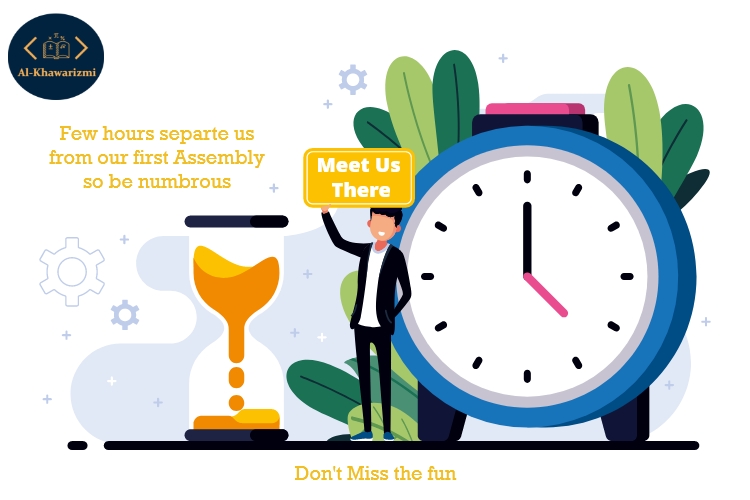 Al-Khawarizmi
Few hours separte us
from our first Assembly
so be numbrous
Meet Us
There
Don't Miss the fun